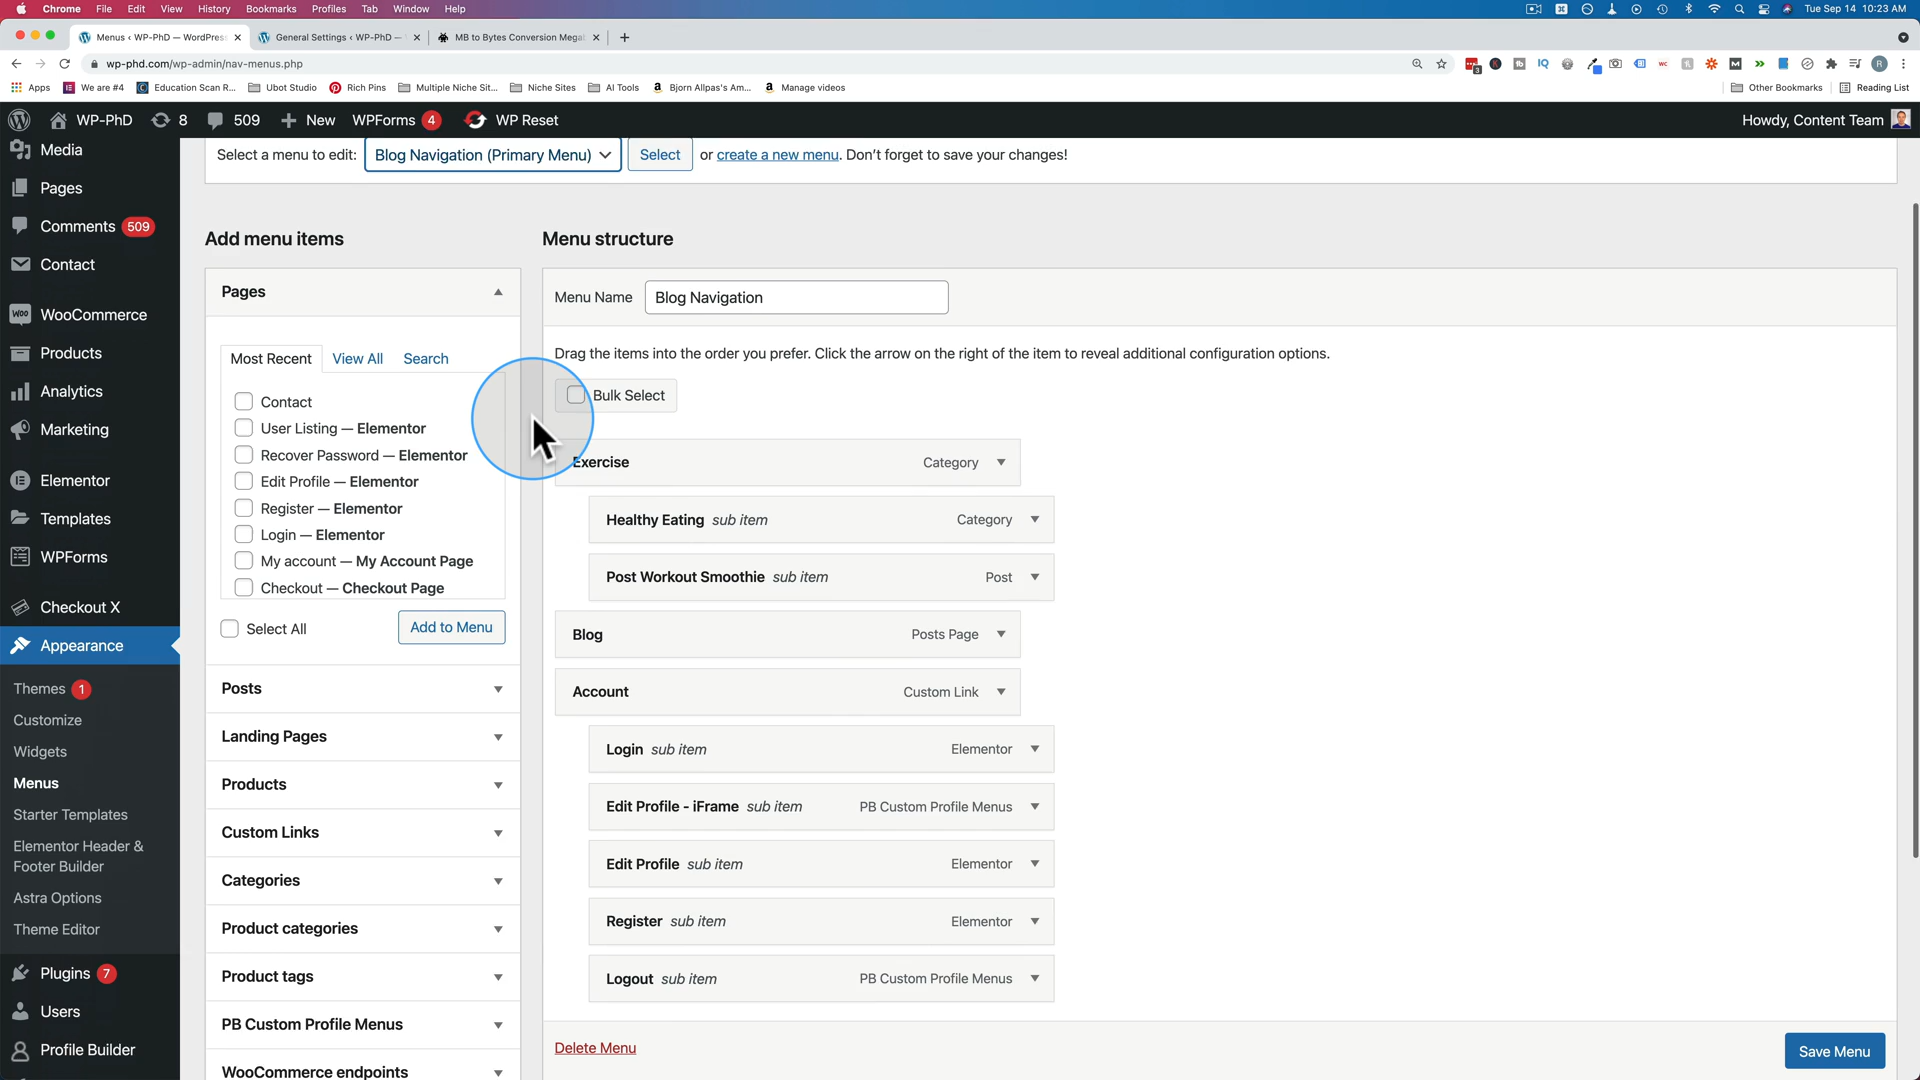 Chrome File Edit View History Bookmarks Profiles Tab Window Help Tue Sep 14 10:23 AM
Menus ‹ WP-PhD — WordPres General Settings ‹ WP-PhD — MB to Bytes Conversion Mega
wp-phd.com/wp-admin/nav-menus.php
Apps We are #4 Education Scan R... Ubot Studio Rich Pins Multiple Niche Sit... Niche Sites AI Tools Bjorn Allpas's Am... Manage videos Other Bookmarks Reading List
WP-PhD 8 509 New WPForms 4 WP Reset Howdy, Content Team
Media
Pages
Comments 509
Contact
WooCommerce
Products
Analytics
Marketing
Elementor
Templates
WPForms
Checkout X
Appearance
Themes 1
Customize
Widgets
Menus
Starter Templates
Elementor Header &
Footer Builder
Astra Options
Theme Editor
Plugins 7
Users
Profile Builder
Select a menu to edit: Blog Navigation (Primary Menu) Select or create a new menu. Don't forget to save your changes!
Add menu items
Pages
Most Recent View All Search
Contact
User Listing — Elementor
Recover Password — Elementor
Edit Profile — Elementor
Register — Elementor
Login — Elementor
My account — My Account Page
Checkout — Checkout Page
Select All Add to Menu
Posts
Landing Pages
Products
Custom Links
Categories
Product categories
Product tags
PB Custom Profile Menus
WooCommerce endpoints
Menu structure
Menu Name Blog Navigation
Drag the items into the order you prefer. Click the arrow on the right of the item to reveal additional configuration options.
Bulk Select
Exercise Category
Healthy Eating sub item Category
Post Workout Smoothie sub item Post
Blog Posts Page
Account Custom Link
Login sub item Elementor
Edit Profile - iFrame sub item PB Custom Profile Menus
Edit Profile sub item Elementor
Register sub item Elementor
Logout sub item PB Custom Profile Menus
Delete Menu Save Menu